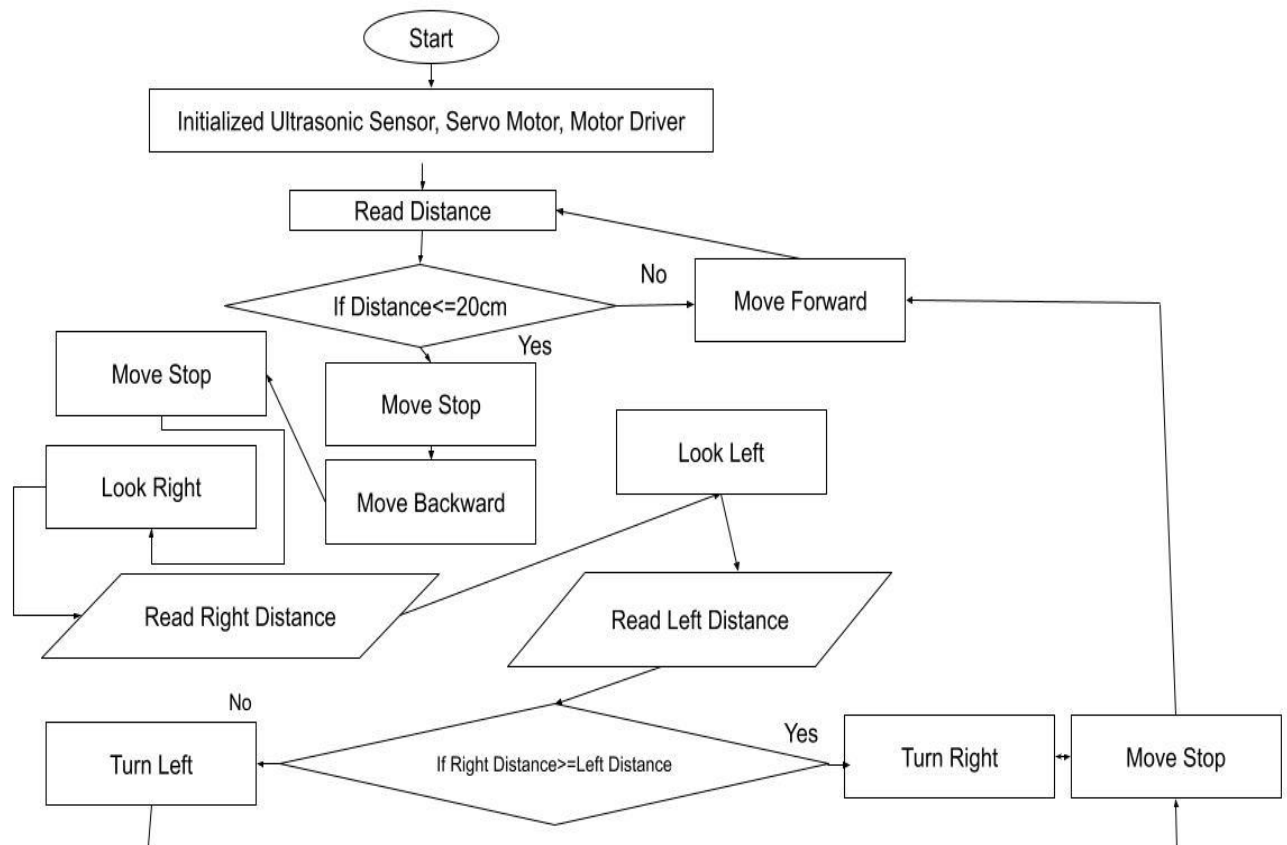 Start
Initialized Ultrasonic Sensor, Servo Motor, Motor Driver
Read Distance
If Distance<=20cm
No
Move Forward
Yes
Move Stop
Move Stop
Move Backward
Look Right
Look Left
Read Right Distance
Read Left Distance
No
Turn Left
If Right Distance>=Left Distance
Yes
Turn Right
Move Stop